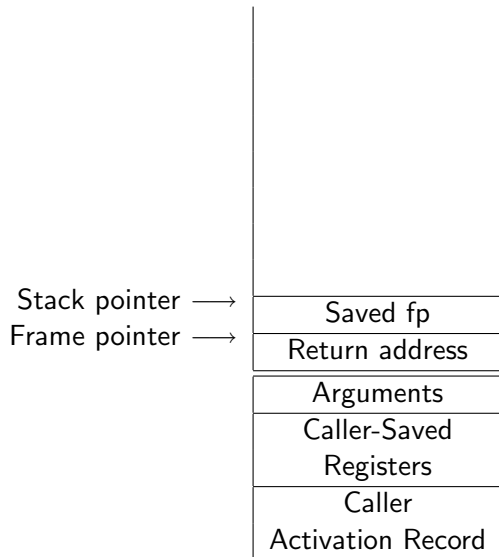 Stack pointer ⟶
Saved fp
Frame pointer ⟶
Return address
Arguments
Caller-Saved
Registers
Caller
Activation Record